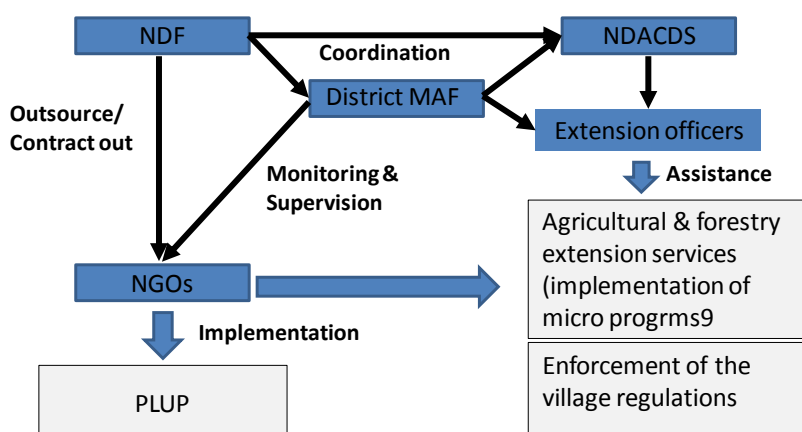 NDF
Coordination
NDACDS
District MAF
Outsource/
Contract out
Extension officers
Monitoring &
Supervision
Assistance
Agricultural & forestry
extension services
(implementation of
micro progrms9
NGOs
Implementation
Enforcement of the
village regulations
PLUP